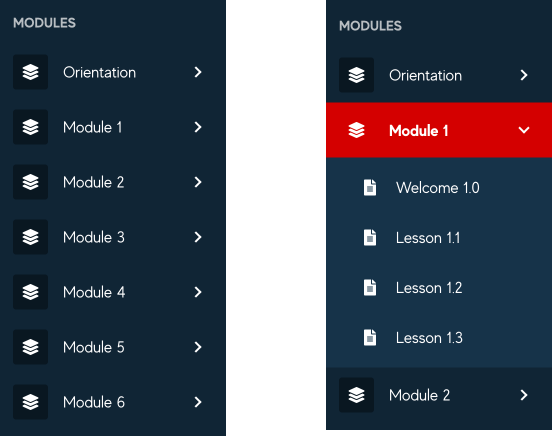 MODULES
Orientation
Module 1
Module 2
Module 3
Module 4
Module 5
Module 6
MODULES
Orientation
Module 1
Welcome 1.0
Lesson 1.1
Lesson 1.2
Lesson 1.3
Module 2